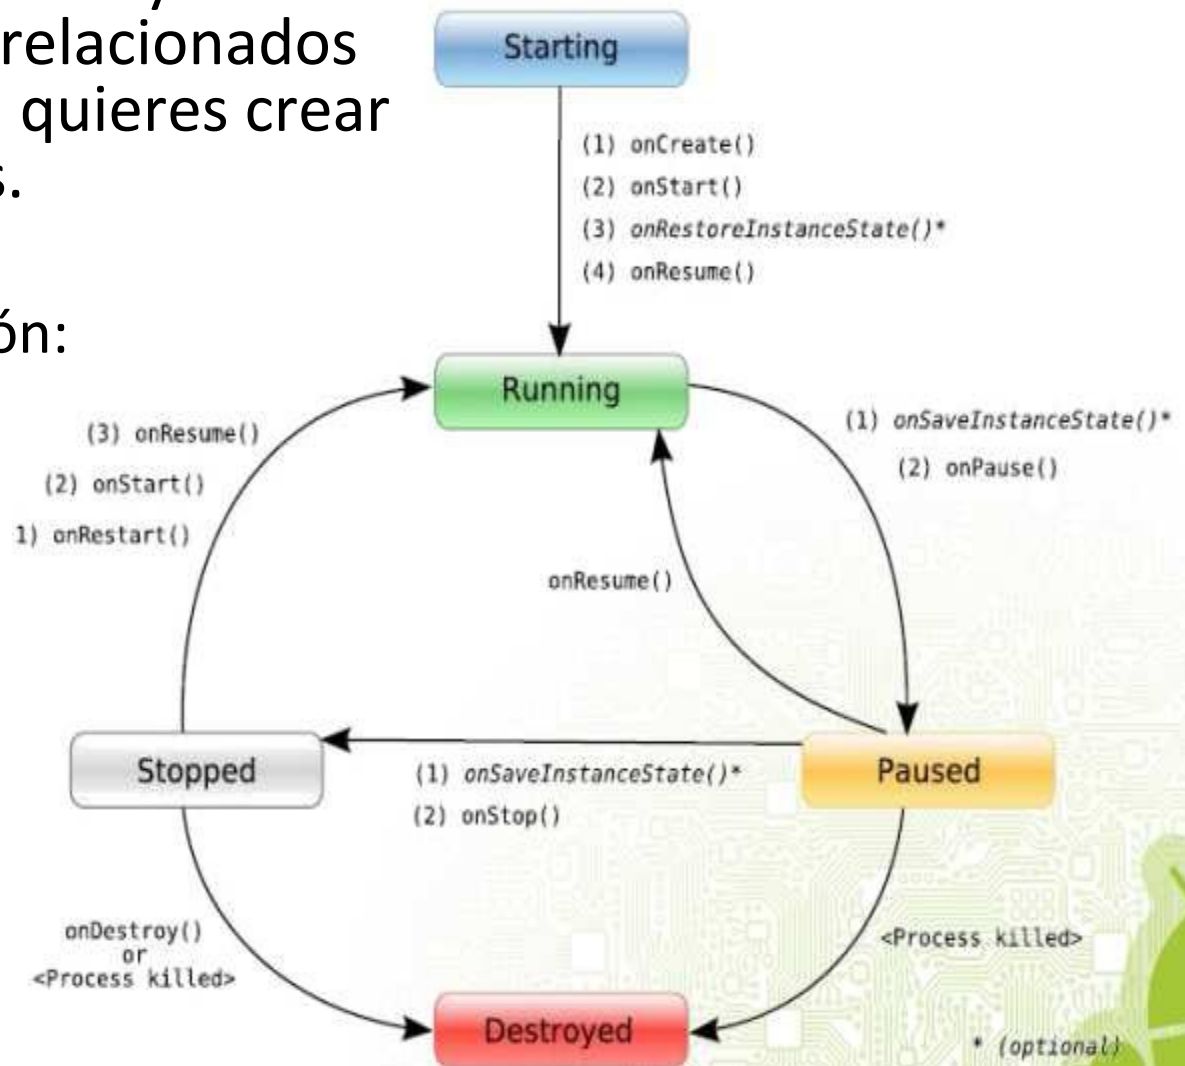 relacionados
quieres crear
s.
ón:
Starting
(1) onCreate()
(2) onStart()
(3) onRestoreInstanceState()*
(4) onResume()
Running
(3) onResume()
(2) onStart()
1) onRestart()
(1) onSaveInstanceState()*
(2) onPause()
onResume()
Stopped
(1) onSaveInstanceState()*
(2) onStop()
Paused
onDestroy()
or
<Process killed>
<Process killed>
Destroyed
* (optional)